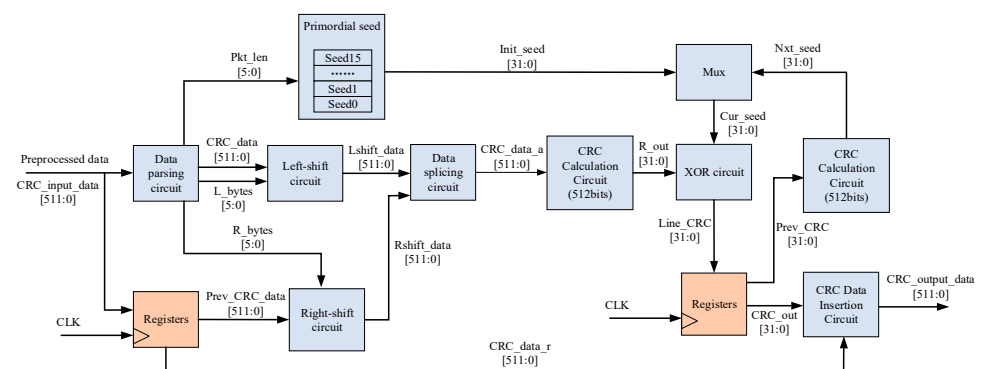 Primordial seed
Seed15
......
Seed1
Seed0
Pkt_len
[5:0]
Init_seed
[31:0]
Mux
Nxt_seed
[31:0]
Cur_seed
[31:0]
Preprocessed data
CRC_input_data
[511:0]
Data
parsing
circuit
CRC_data
[511:0]
L_bytes
[5:0]
Left-shift
circuit
Lshift_data
[511:0]
Data
splicing
circuit
CRC_data_a
[511:0]
CRC
Calculation
Circuit
(512bits)
R_out
[31:0]
XOR circuit
CRC
Calculation
Circuit
(512bits)
R_bytes
[5:0]
Rshift_data
[511:0]
Line_CRC
[31:0]
Prev_CRC
[31:0]
CLK
Registers
Prev_CRC_data
[511:0]
Right-shift
circuit
CLK
Registers
CRC_out
[31:0]
CRC Data
Insertion
Circuit
CRC_output_data
[511:0]
CRC_data_r
[511:0]